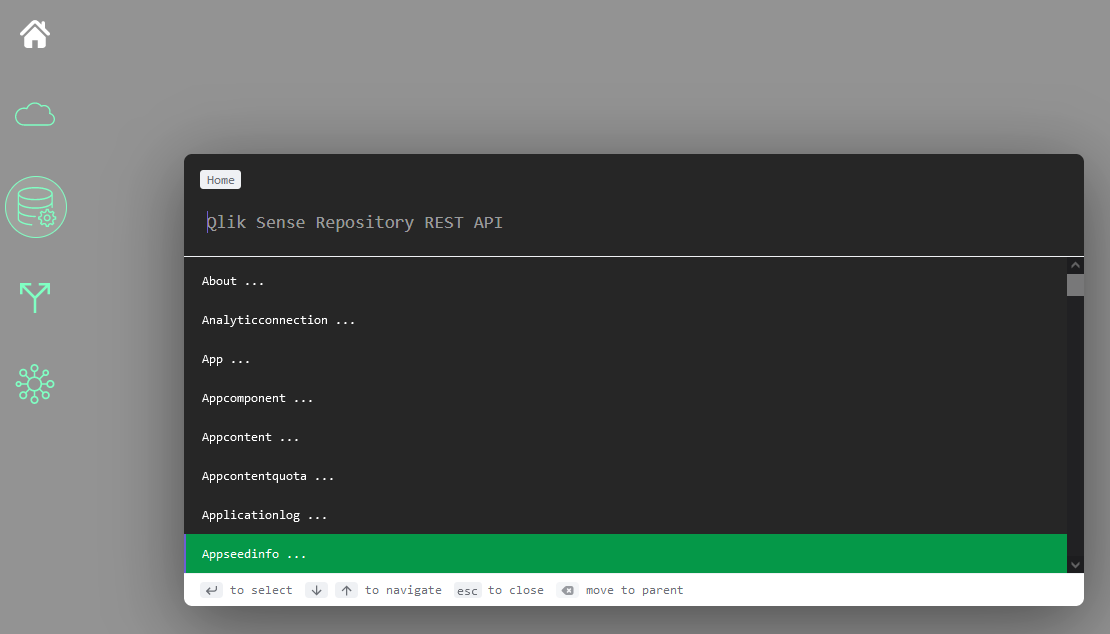 Home
Qlik Sense Repository REST API
About ...
Analyticconnection ...
App ...
Appcomponent ...
Appcontent ...
Appcontentquota ...
Applicationlog ...
Appseedinfo ...
to select to navigate esc to close move to parent